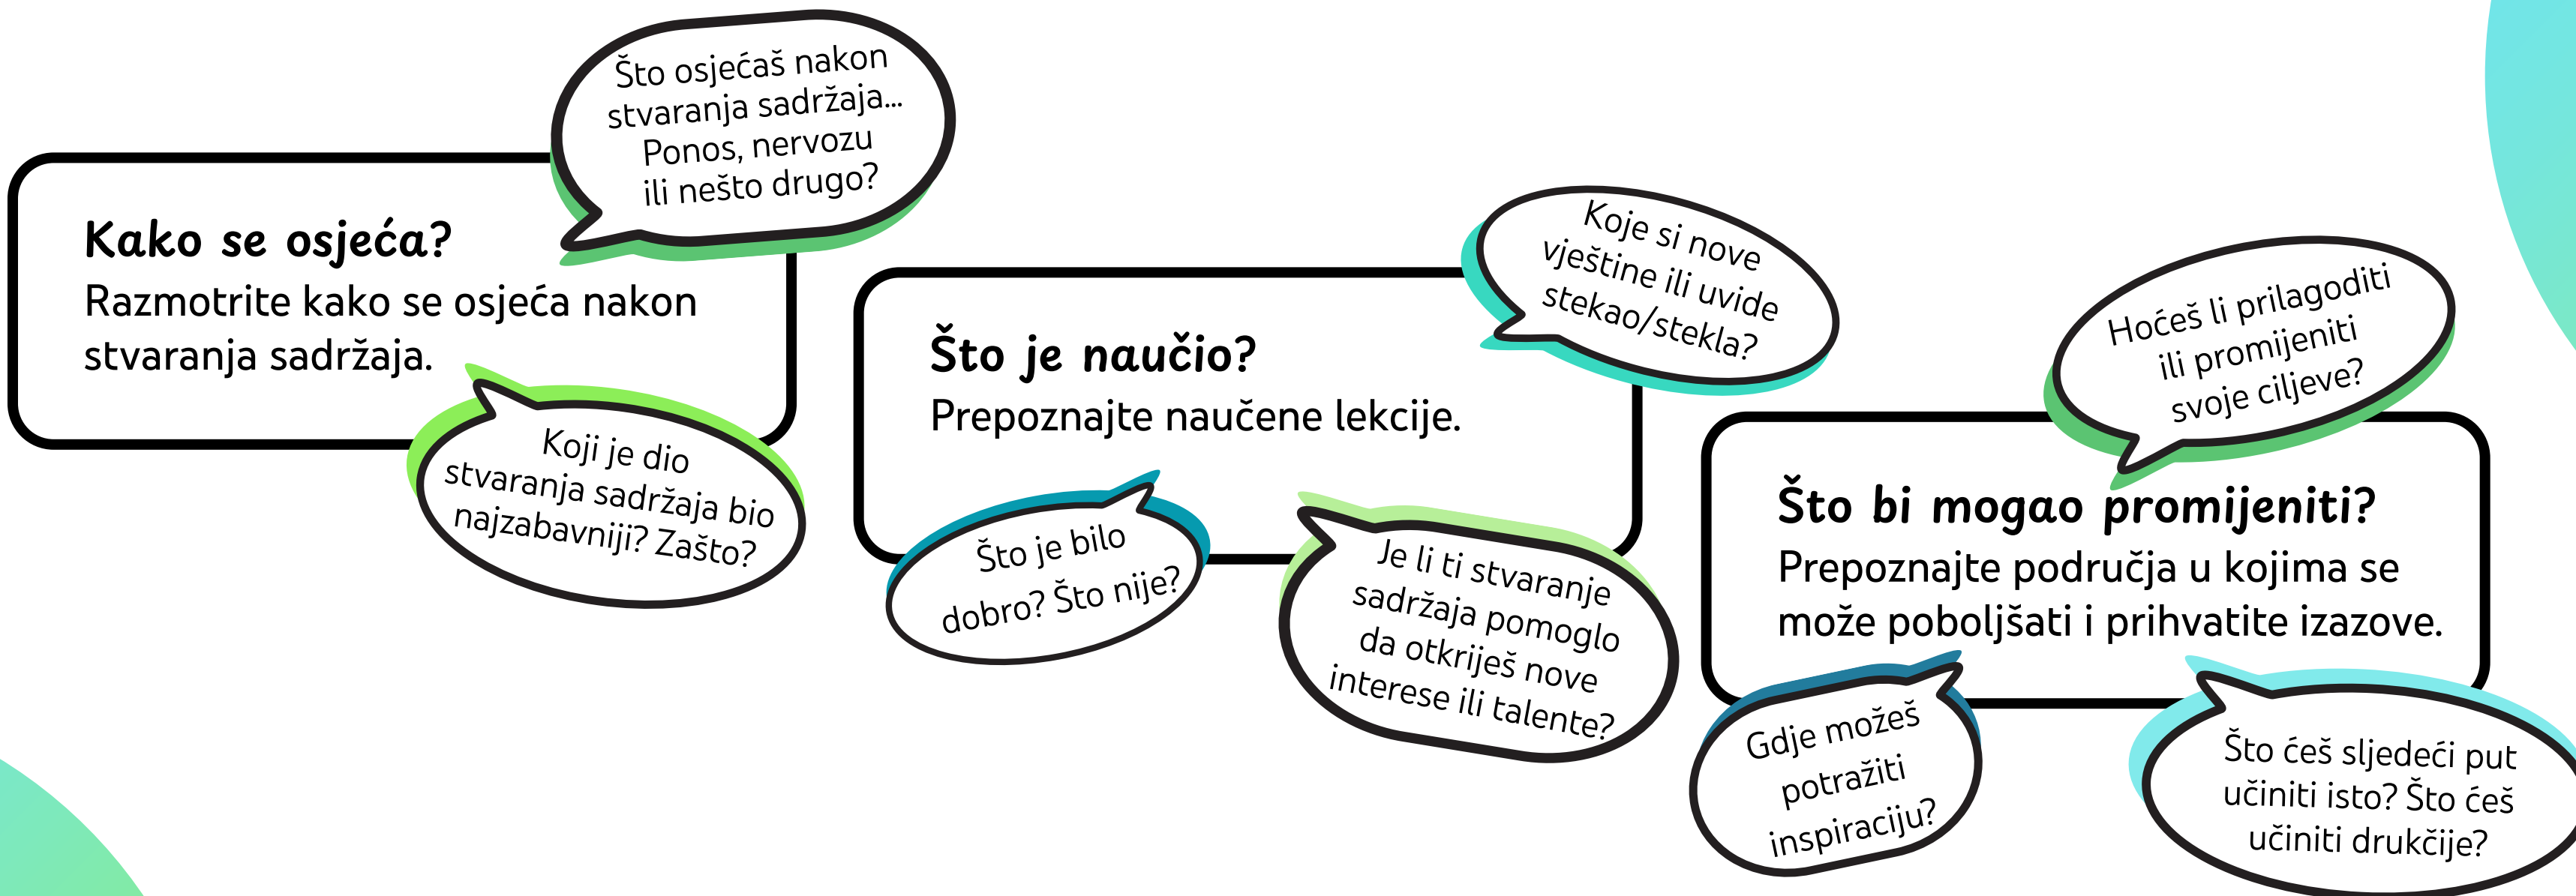 Što osjećaš nakon
stvaranja sadržaja...
Ponos, nervozu
ili nešto drugo?
Kako se osjeća?
Razmotrite kako se osjeća nakon
stvaranja sadržaja.
Koji je dio
stvaranja sadržaja bio
najzabavniji? Zašto?
Koje si nove
vještine ili uvide
stekao/stekla?
Što je naučio?
Prepoznajte naučene lekcije.
Što je bilo
dobro? Što nije?
Je li ti stvaranje
sadržaja pomoglo
da otkriješ nove
interese ili talente?
Hoćeš li prilagoditi
ili promijeniti
svoje ciljeve?
Što bi mogao promijeniti?
Prepoznajte područja u kojima se
može poboljšati i prihvatite izazove.
Gdje možeš
potražiti
inspiraciju?
Što ćeš sljedeći put
učiniti isto? Što ćeš
učiniti drukčije?